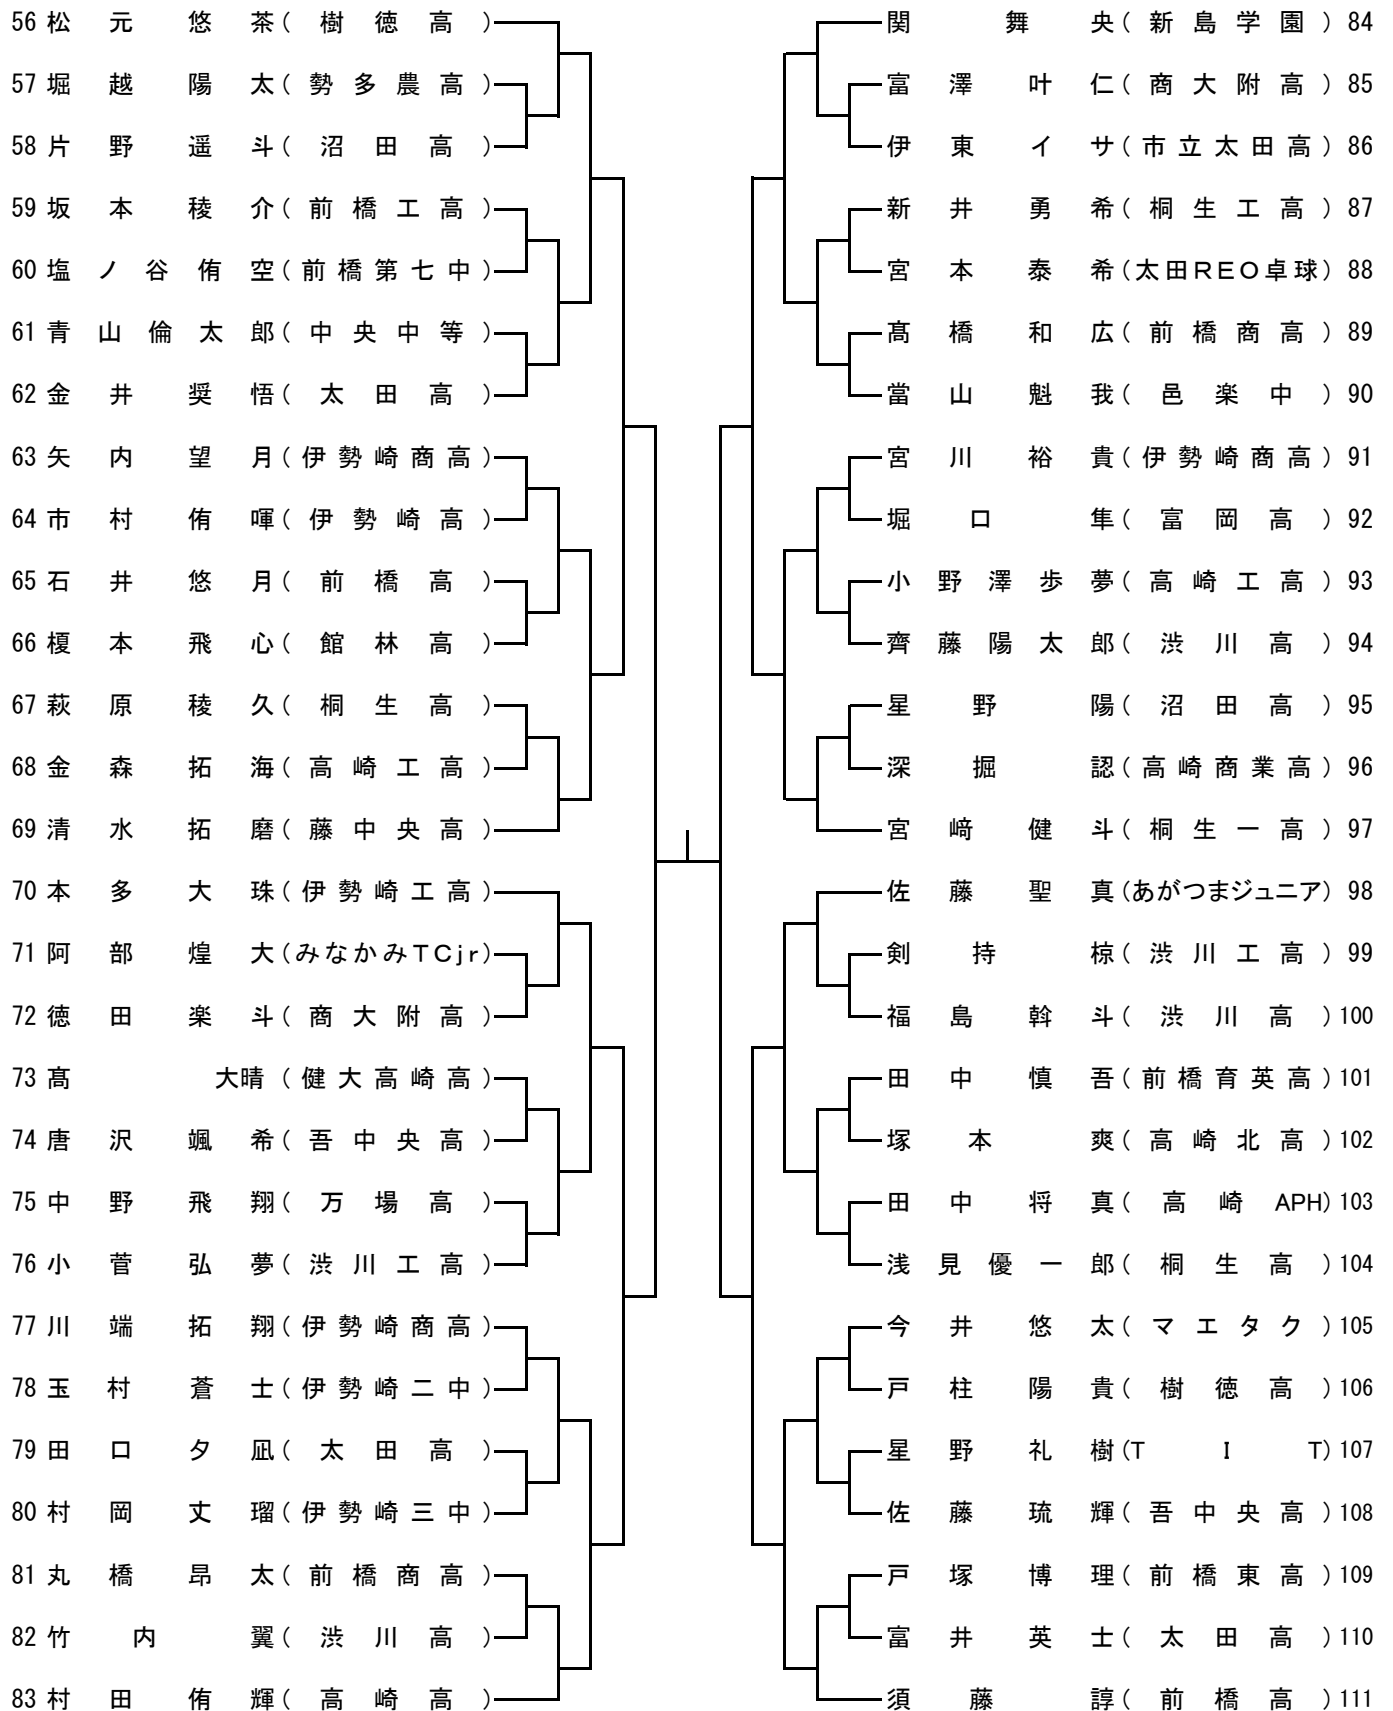 56 松元悠茶(樹徳高)
57 堀越陽太(勢多農高)
58 片野遥斗(沼田高)
59 坂本稜介(前橋工高)
60 塩ノ谷侑空(前橋第七中)
61 青山倫太郎(中央中等)
62 金井奨悟(太田高)
63 矢内望月(伊勢崎商高)
64 市村侑暉(伊勢崎高)
65 石井悠月(前橋高)
66 榎本飛心(館林高)
67 萩原稜久(桐生高)
68 金森拓海(高崎工高)
69 清水拓磨(藤中央高)
70 本多大珠(伊勢崎工高)
71 阿部煌大(みなかみTCjr)
72 徳田楽斗(商大附高)
73 髙大晴(健大高崎高)
74 唐沢颯希(吾中央高)
75 中野飛翔(万場高)
76 小菅弘夢(渋川工高)
77 川端拓翔(伊勢崎商高)
78 玉村蒼士(伊勢崎二中)
79 田口夕凪(太田高)
80 村岡丈瑠(伊勢崎三中)
81 丸橋昂太(前橋商高)
82 竹内翼(渋川高)
83 村田侑輝(高崎高)
関舞央(新島学園)84
富澤叶仁(商大附高)85
伊東イサ(市立太田高)86
新井勇希(桐生工高)87
宮本泰希(太田REO卓球)88
髙橋和広(前橋商高)89
當山魁我(邑楽中)90
宮川裕貴(伊勢崎商高)91
堀口隼(富岡高)92
小野澤歩夢(高崎工高)93
齊藤陽太郎(渋川高)94
星野陽(沼田高)95
深掘認(高崎商業高)96
宮﨑健斗(桐生一高)97
佐藤聖真(あがつまジュニア)98
剣持椋(渋川工高)99
福島斡斗(渋川高)100
田中慎吾(前橋育英高)101
塚本爽(高崎北高)102
田中将真(高崎APH)103
浅見優一郎(桐生高)104
今井悠太(マエタク)105
戸柱陽貴(樹徳高)106
星野礼樹(TIT)107
佐藤琉輝(吾中央高)108
戸塚博理(前橋東高)109
富井英士(太田高)110
須藤諄(前橋高)111